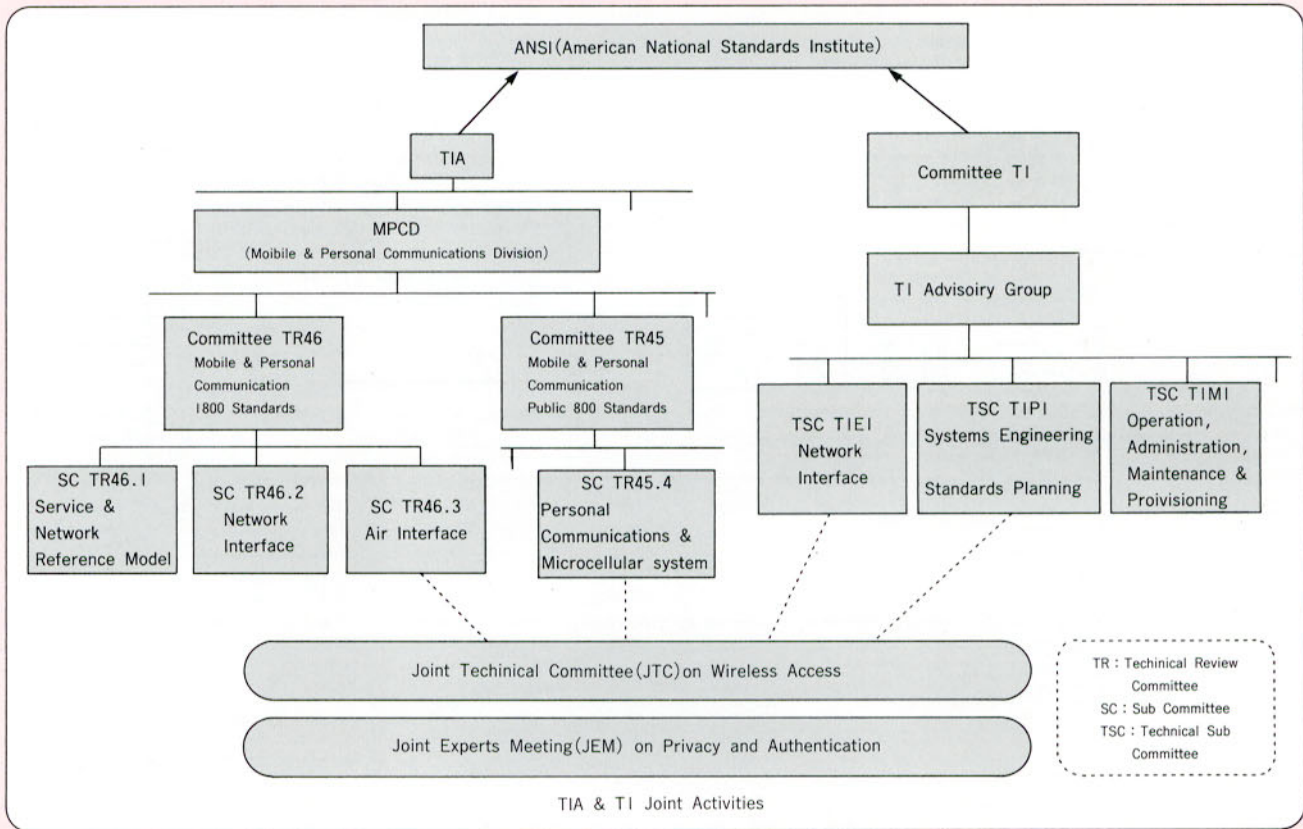 ANSI(American National Standards Institute)
TIA
Committee TI
MPCD
(Moibile & Personal Communications Division)
TI Advisoiry Group
Committee TR46
Mobile & Personal
Communication
1800 Standards
Committee TR45
Mobile & Personal
Communication
Public 800 Standards
TSC TIEI
Network
Interface
TSC TIPI
Systems Engineering
Standards Planning
TSC TIMI
Operation,
Administration,
Maintenance &
Proivisioning
SC TR46.1
Service &
Network
Reference Model
SC TR46.2
Network
Interface
SC TR46.3
Air Interface
SC TR45.4
Personal
Communications &
Microcellular system
Joint Techinical Committee(JTC)on Wireless Access
Joint Experts Meeting(JEM) on Privacy and Authentication
TR : Techinical Review
Committee
SC : Sub Committee
TSC : Technical Sub
Committee
TIA & TI Joint Activities